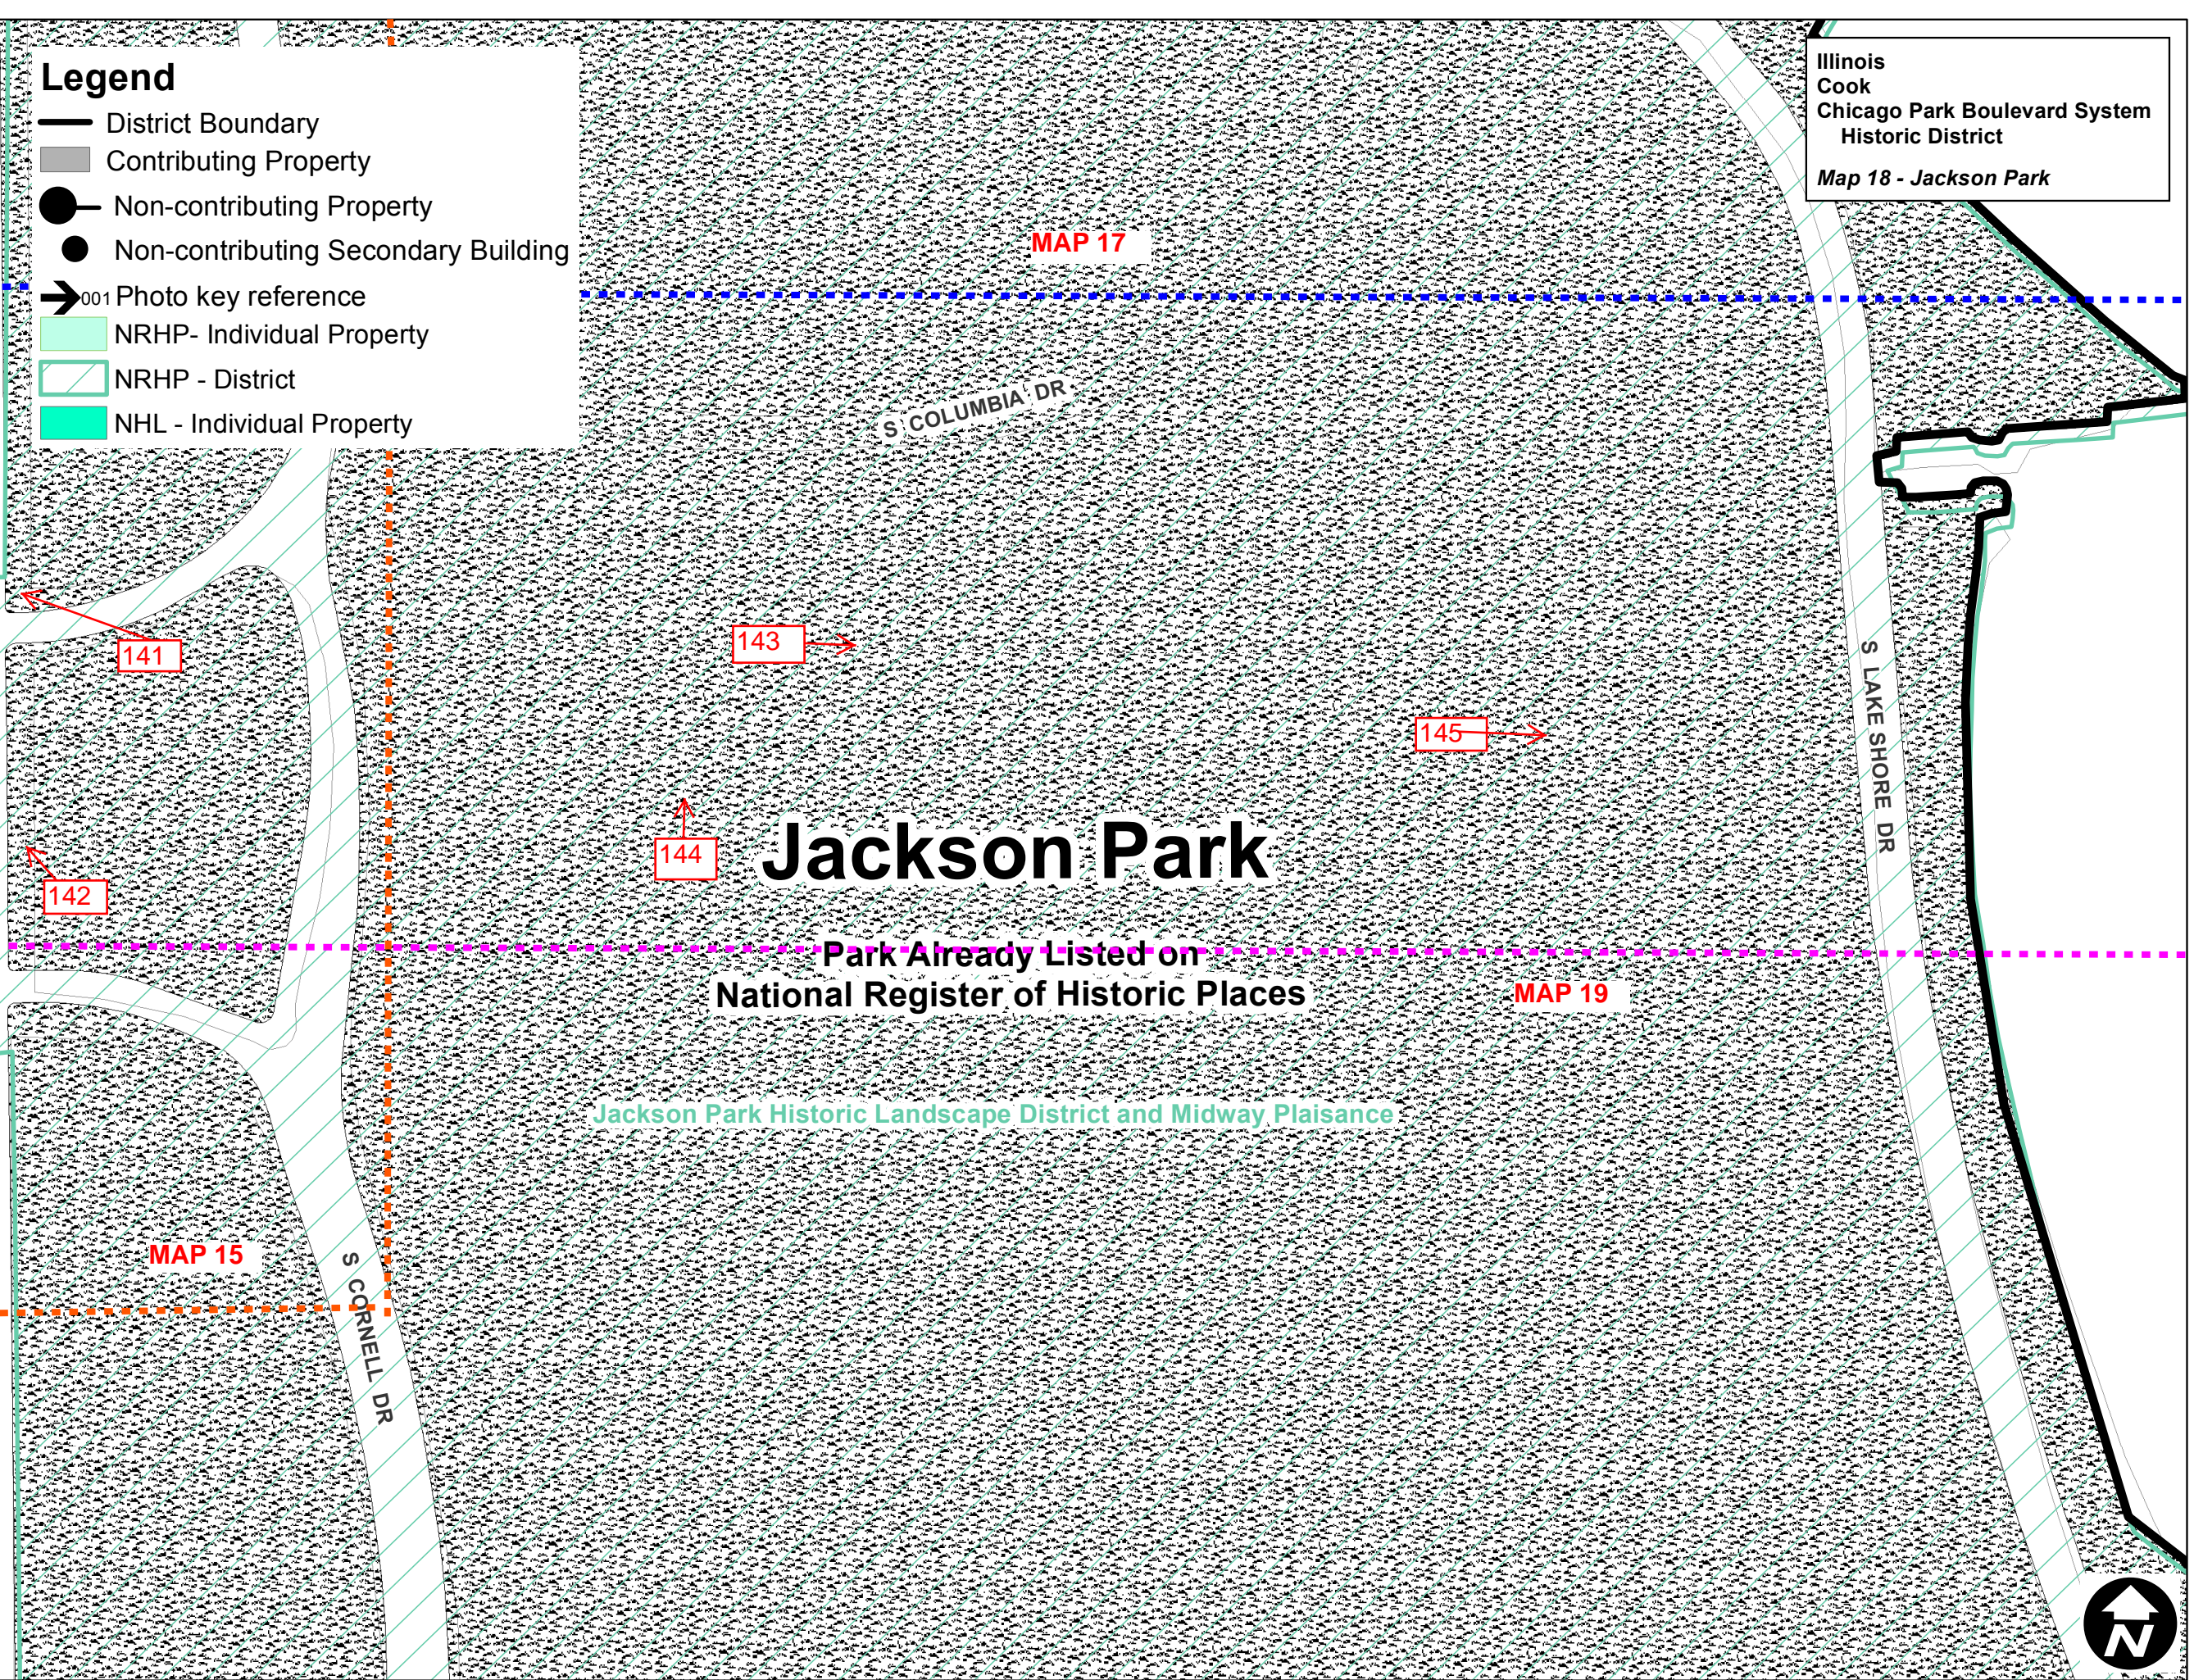 Legend
District Boundary
Contributing Property
Non-contributing Property
Non-contributing Secondary Building
001 Photo key reference
NRHP- Individual Property
NRHP - District
NHL - Individual Property
Illinois
Cook
Chicago Park Boulevard System
Historic District
Map 18 - Jackson Park
MAP 17
S COLUMBIA DR
141
143
145
S LAKE SHORE DR
144
Jackson Park
142
Park Already Listed on
National Register of Historic Places
MAP 19
Jackson Park Historic Landscape District and Midway Plaisance
MAP 15
S CORNELL DR
N